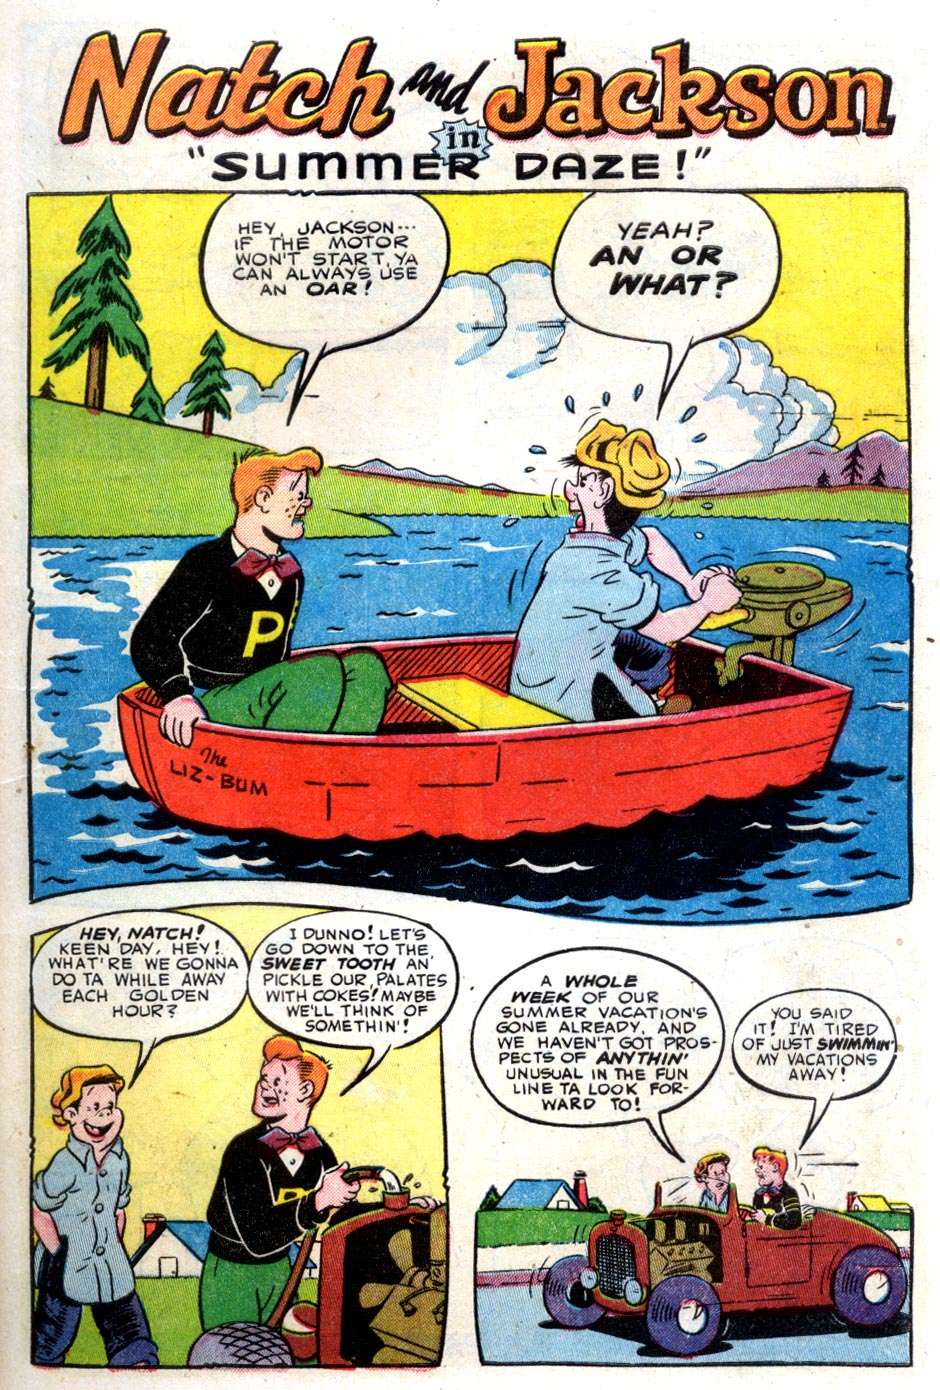 Natch and Jackson
in
"SUMMER DAZE!"
HEY, JACKSON---
IF THE MOTOR
WON'T START, YA
CAN ALWAYS USE
AN OAR!
YEAH?
AN OR
WHAT?
P
The
LIZ-BUM
HEY, NATCH!
KEEN DAY, HEY!
WHAT'RE WE GONNA
DO TA WHILE AWAY
EACH GOLDEN
HOUR?
I DUNNO! LET'S
GO DOWN TO THE
SWEET TOOTH AN'
PICKLE OUR PALATES
WITH COKES! MAYBE
WE'LL THINK OF
SOMETHIN'!
P
A WHOLE
WEEK OF OUR
SUMMER VACATION'S
GONE ALREADY, AND
WE HAVEN'T GOT PROS-
PECTS OF ANYTHIN'
UNUSUAL IN THE FUN
LINE TA LOOK FOR-
WARD TO!
YOU SAID
IT! I'M TIRED
OF JUST SWIMMIN'
MY VACATIONS
AWAY!